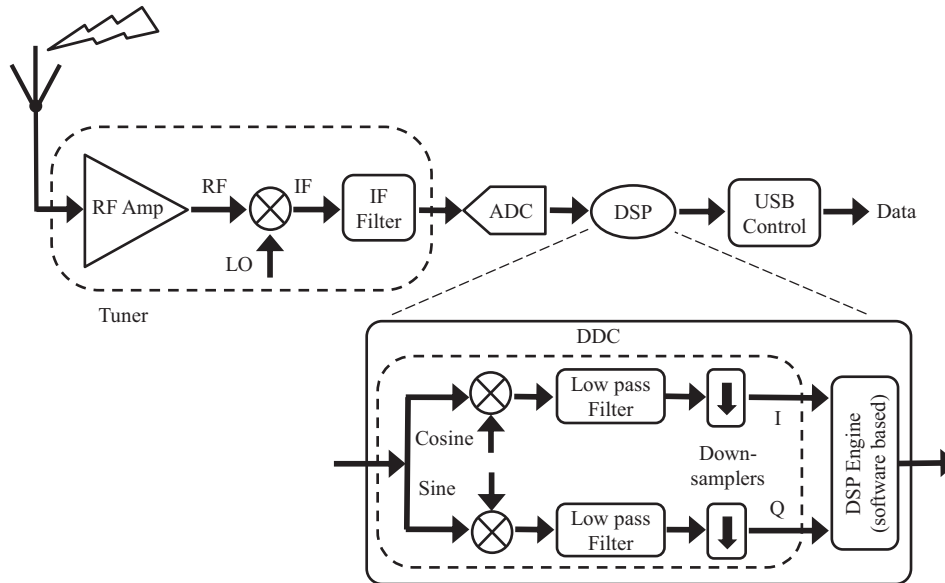 RF Amp
RF
IF
LO
IF
Filter
Tuner
ADC
DSP
USB
Control
Data
DDC
Cosine
Sine
Low pass
Filter
Low pass
Filter
Down-
samplers
I
Q
DSP Engine
(software based)